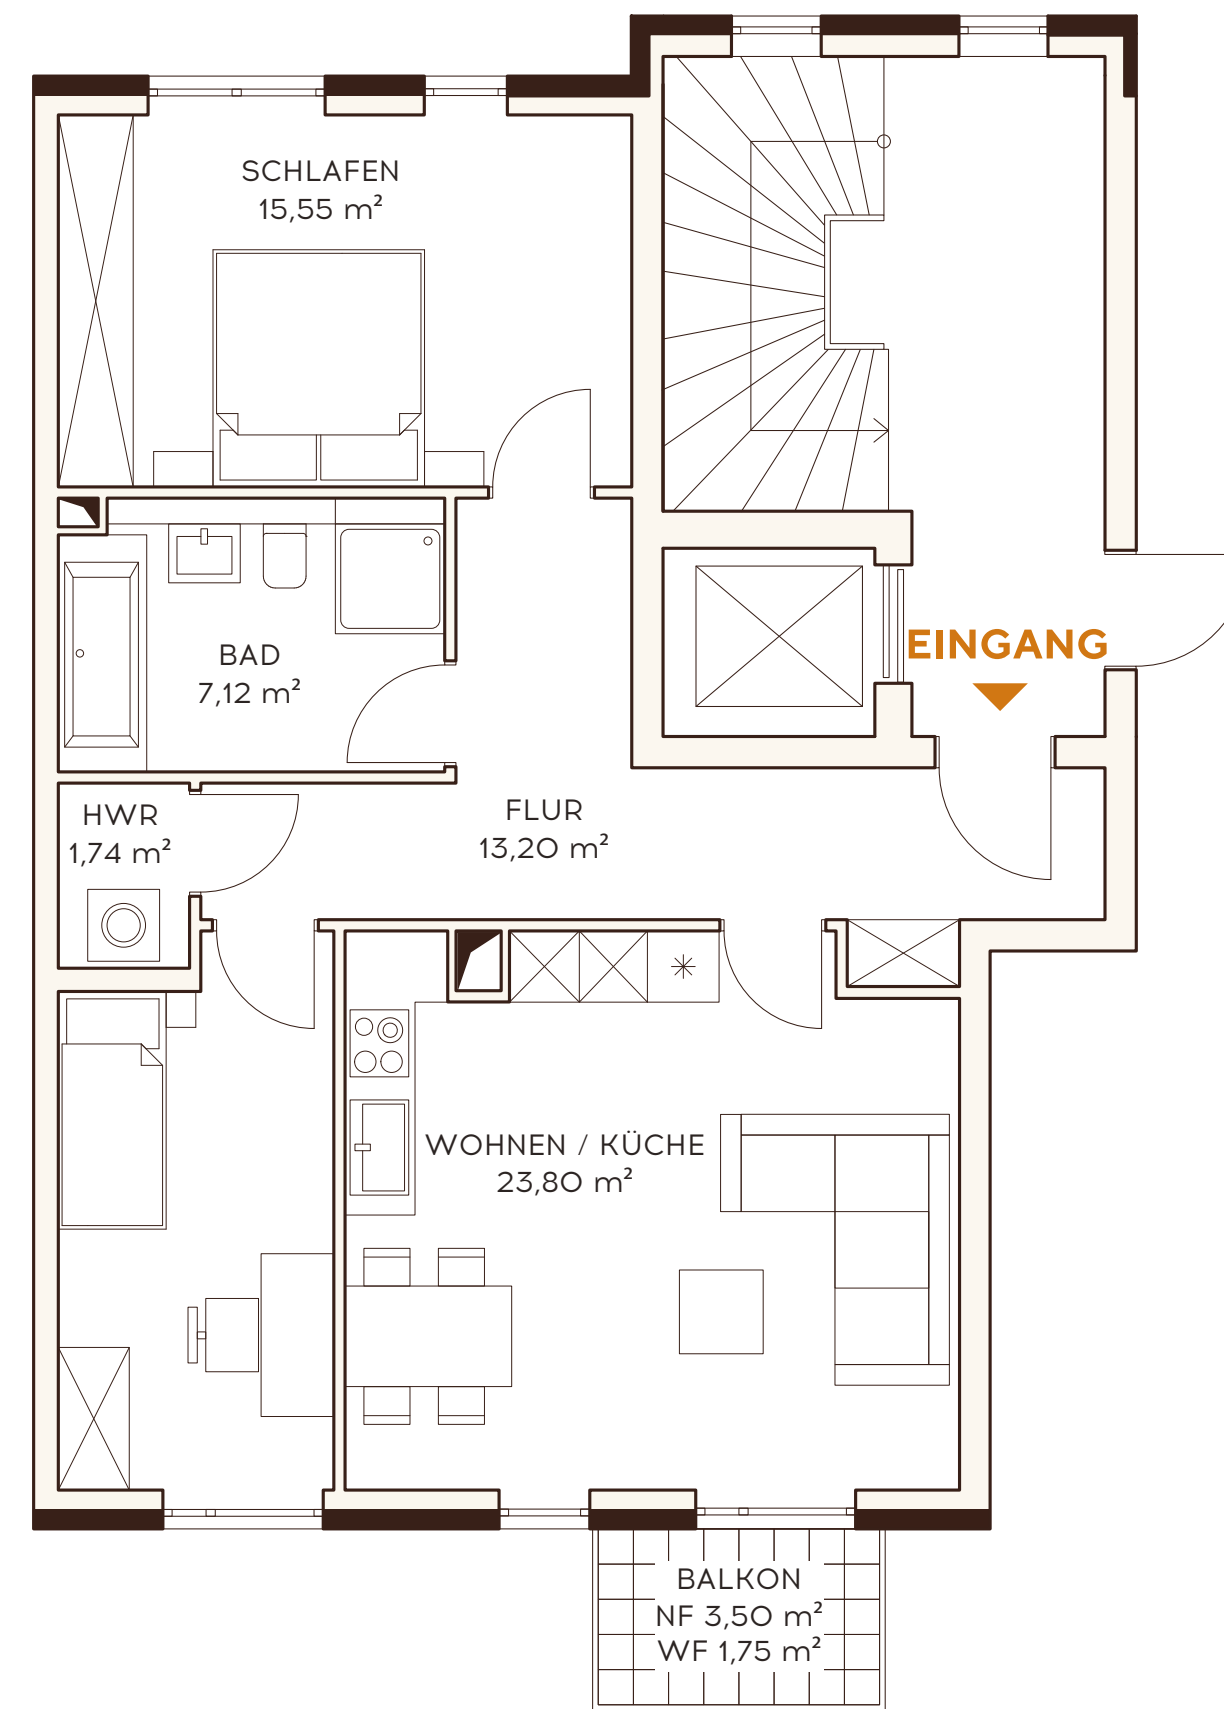 SCHLAFEN
15,55 m²
EINGANG
BAD
7,12 m²
HWR
1,74 m²
FLUR
13,20 m²
WOHNEN / KÜCHE
23,80 m²
BALKON
NF 3,50 m²
WF 1,75 m²